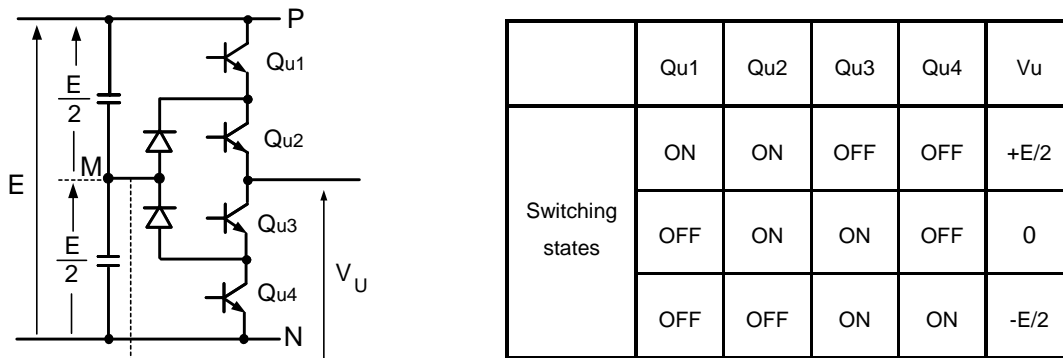 P
Qu1
E
2
Qu2
M
E
Qu3
E
2
V U
Qu4
N
Qu1 Qu2 Qu3 Qu4 Vu
Switching states
ON ON OFF OFF +E/2
OFF ON ON OFF 0
OFF OFF ON ON -E/2